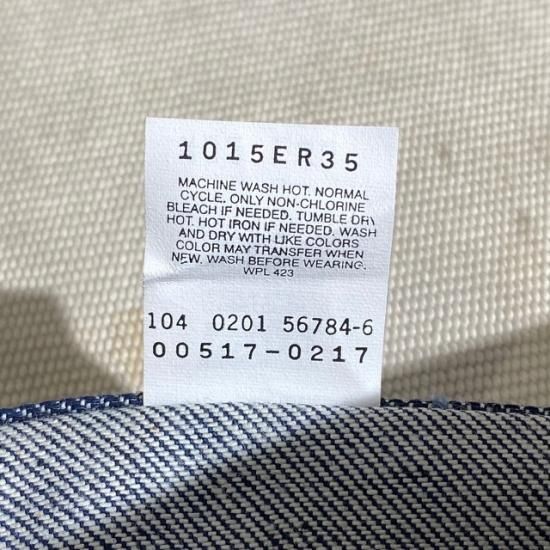 1015ER35
MACHINE WASH HOT. NORMAL
CYCLE. ONLY NON-CHLORINE
BLEACH IF NEEDED. TUMBLE DRY
HOT. HOT IRON IF NEEDED. WASH
AND DRY WITH LIKE COLORS
COLOR MAY TRANSFER WHEN
NEW. WASH BEFORE WEARING.
WPL 423
104 0201 56784-6
00517-0217